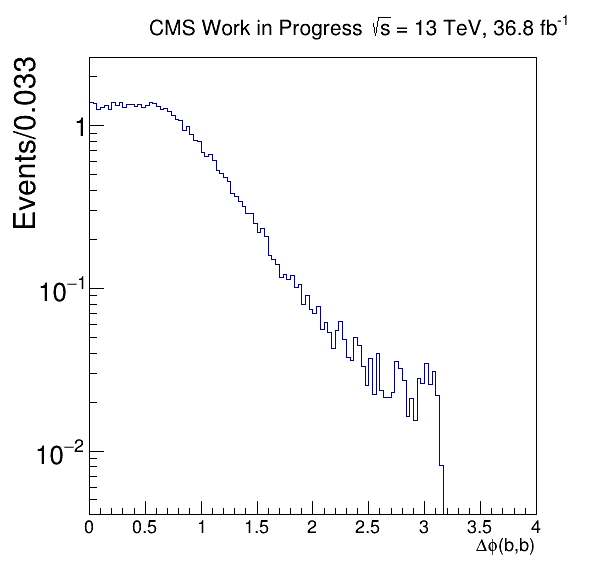 CMS Work in Progress √s = 13 TeV, 36.8 fb⁻¹
Events/0.033
1
10⁻¹
10⁻²
0 0.5 1 1.5 2 2.5 3 3.5 4
Δϕ(b,b)